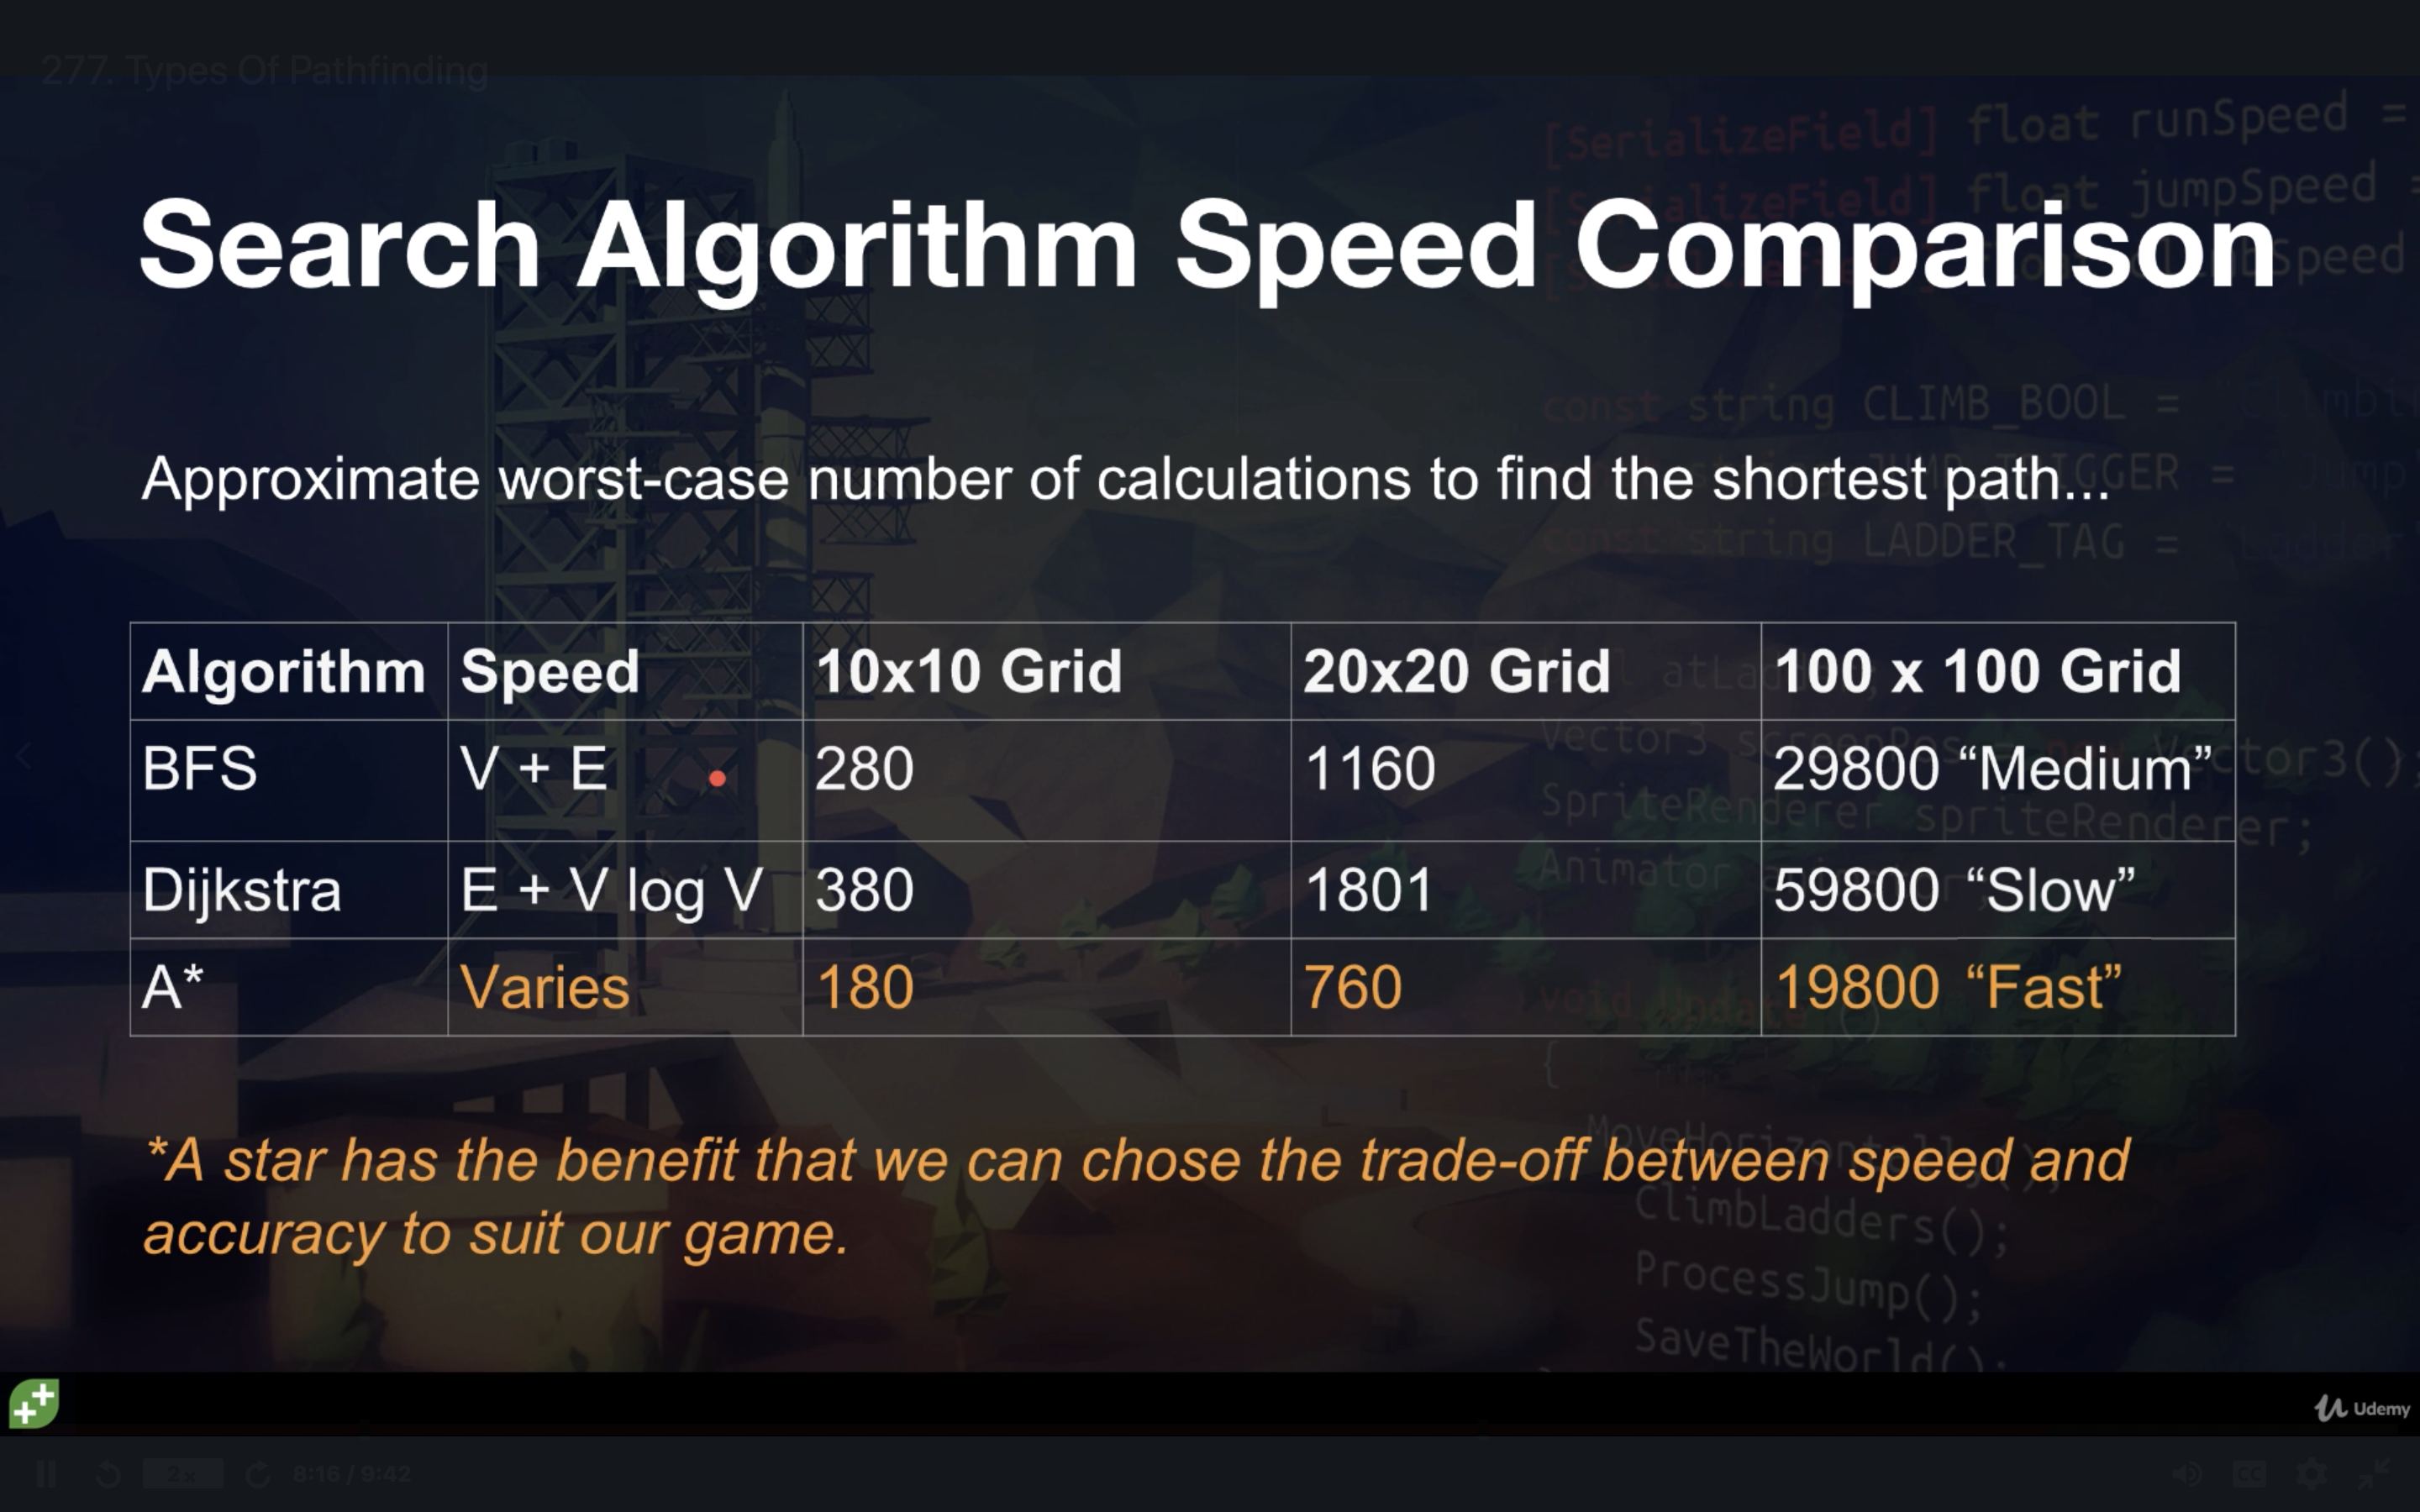 277. Types Of Pathfinding
[SerializeField] float runSpeed =
[SerializeField] float jumpSpeed =
Search Algorithm Speed Comparison
const string CLIMB_BOOL =
Approximate worst-case number of calculations to find the shortest path...
const string LADDER_TAG =
Algorithm Speed 10x10 Grid 20x20 Grid 100 x 100 Grid
BFS V + E 280 1160 29800 “Medium”
SpriteRenderer spriteRenderer;
Animator
Dijkstra E + V log V 380 1801 59800 “Slow”
A* Varies 180 760 19800 “Fast”
void Update()
{
*A star has the benefit that we can chose the trade-off between speed and
ClimbLadders();
accuracy to suit our game.
ProcessJump();
SaveTheWorld();
Udemy
2x 8:16 / 9:42 CC